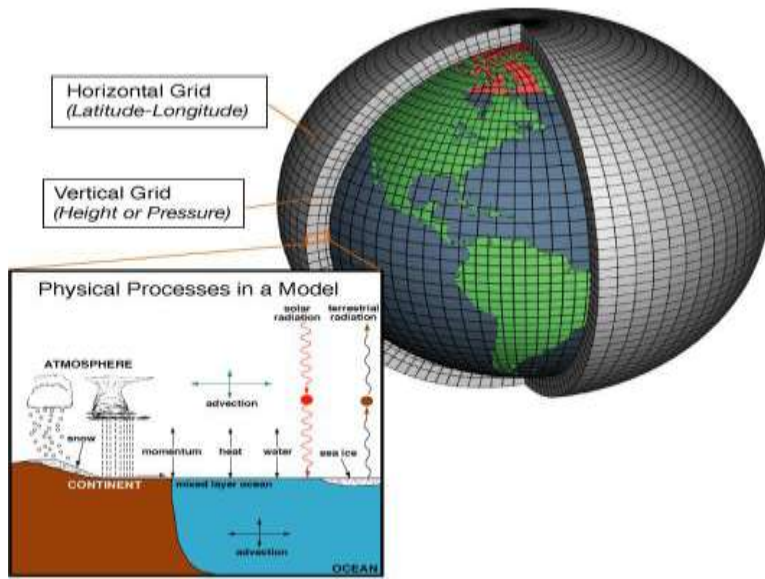 Horizontal Grid
(Latitude-Longitude)
Vertical Grid
(Height or Pressure)
Physical Processes in a Model
solar
radiation
terrestrial
radiation
ATMOSPHERE
advection
snow
momentum
heat
water
sea ice
CONTINENT
mixed layer ocean
advection
OCEAN